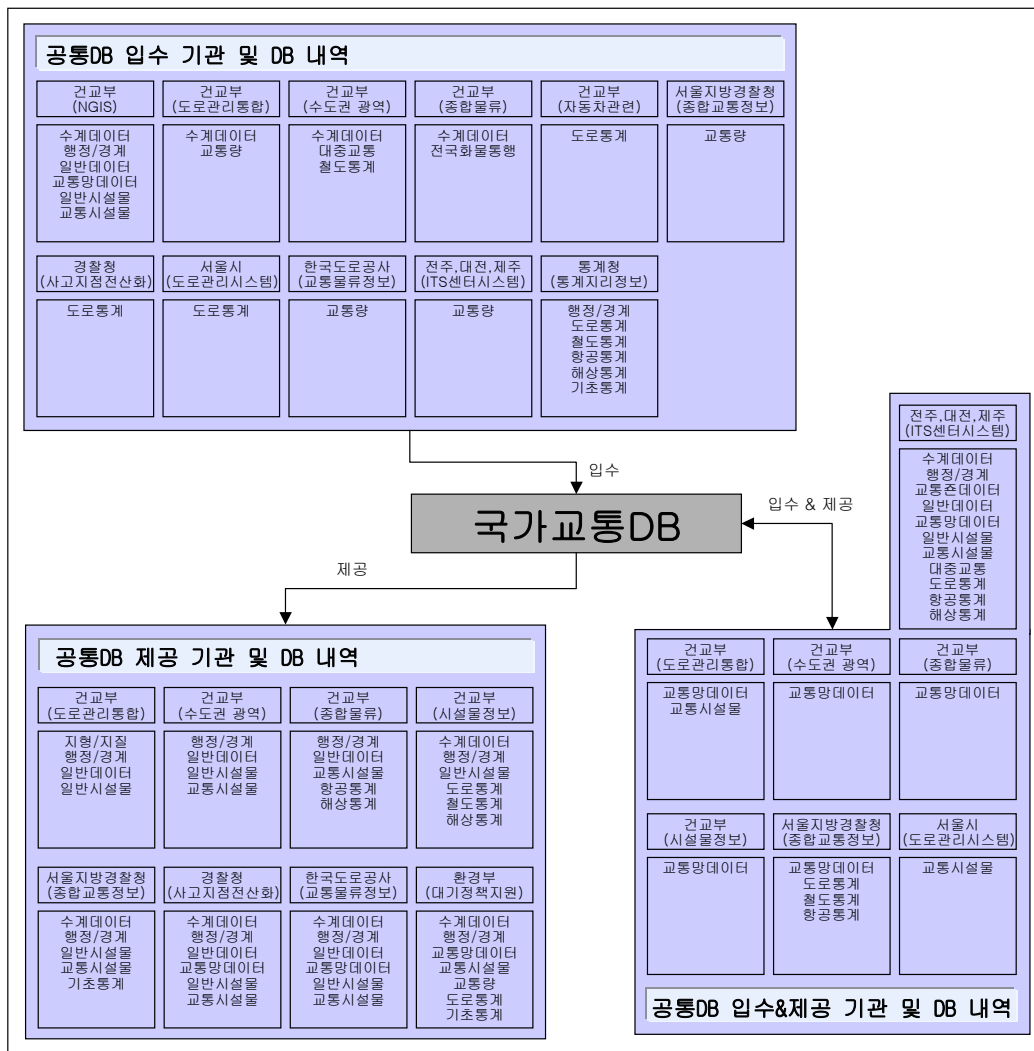 공통DB 입수 기관 및 DB 내역
건교부
(NGIS)
수계데이터
행정/경계
일반데이터
교통망데이터
일반시설물
교통시설물
건교부
(도로관리통합)
수계데이터
교통량
건교부
(수도권 광역)
수계데이터
대중교통
철도통계
건교부
(종합물류)
수계데이터
전국화물통행
건교부
(자동차관련)
도로통계
서울지방경찰청
(종합교통정보)
교통량
경찰청
(사고지점전산화)
도로통계
서울시
(도로관리시스템)
도로통계
한국도로공사
(교통물류정보)
교통량
전주,대전,제주
(ITS센터시스템)
교통량
통계청
(통계지리정보)
행정/경계
도로통계
철도통계
항공통계
해상통계
기초통계
입수
국가교통DB
입수 & 제공
제공
공통DB 제공 기관 및 DB 내역
건교부
(도로관리통합)
지형/지질
행정/경계
일반데이터
일반시설물
건교부
(수도권 광역)
행정/경계
일반데이터
일반시설물
교통시설물
건교부
(종합물류)
행정/경계
일반데이터
교통시설물
항공통계
해상통계
건교부
(시설물정보)
수계데이터
행정/경계
일반시설물
도로통계
철도통계
해상통계
서울지방경찰청
(종합교통정보)
수계데이터
행정/경계
일반시설물
교통시설물
기초통계
경찰청
(사고지점전산화)
수계데이터
행정/경계
일반데이터
교통망데이터
일반시설물
교통시설물
한국도로공사
(교통물류정보)
수계데이터
행정/경계
일반데이터
교통망데이터
일반시설물
교통시설물
환경부
(대기정책지원)
수계데이터
행정/경계
교통망데이터
교통시설물
교통량
도로통계
기초통계
전주,대전,제주
(ITS센터시스템)
수계데이터
행정/경계
교통존데이터
일반데이터
교통망데이터
일반시설물
교통시설물
대중교통
도로통계
항공통계
해상통계
건교부
(도로관리통합)
교통망데이터
교통시설물
건교부
(수도권 광역)
교통망데이터
건교부
(종합물류)
교통망데이터
건교부
(시설물정보)
교통망데이터
서울지방경찰청
(종합교통정보)
교통망데이터
도로통계
철도통계
항공통계
서울시
(도로관리시스템)
교통시설물
공통DB 입수&제공 기관 및 DB 내역